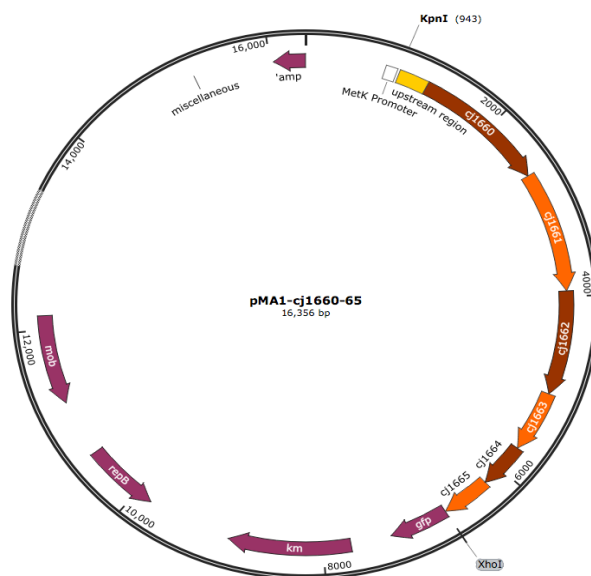 KpnI (943)
16,000
'amp
miscellaneous
MetK Promoter
upstream region
2000
cj1660
14,000
cj1661
4000
pMA1-cj1660-65
16,356 bp
12,000
mob
cj1662
cj1663
cj1664
cj1665
6000
repB
10,000
gfp
km
8000
XhoI